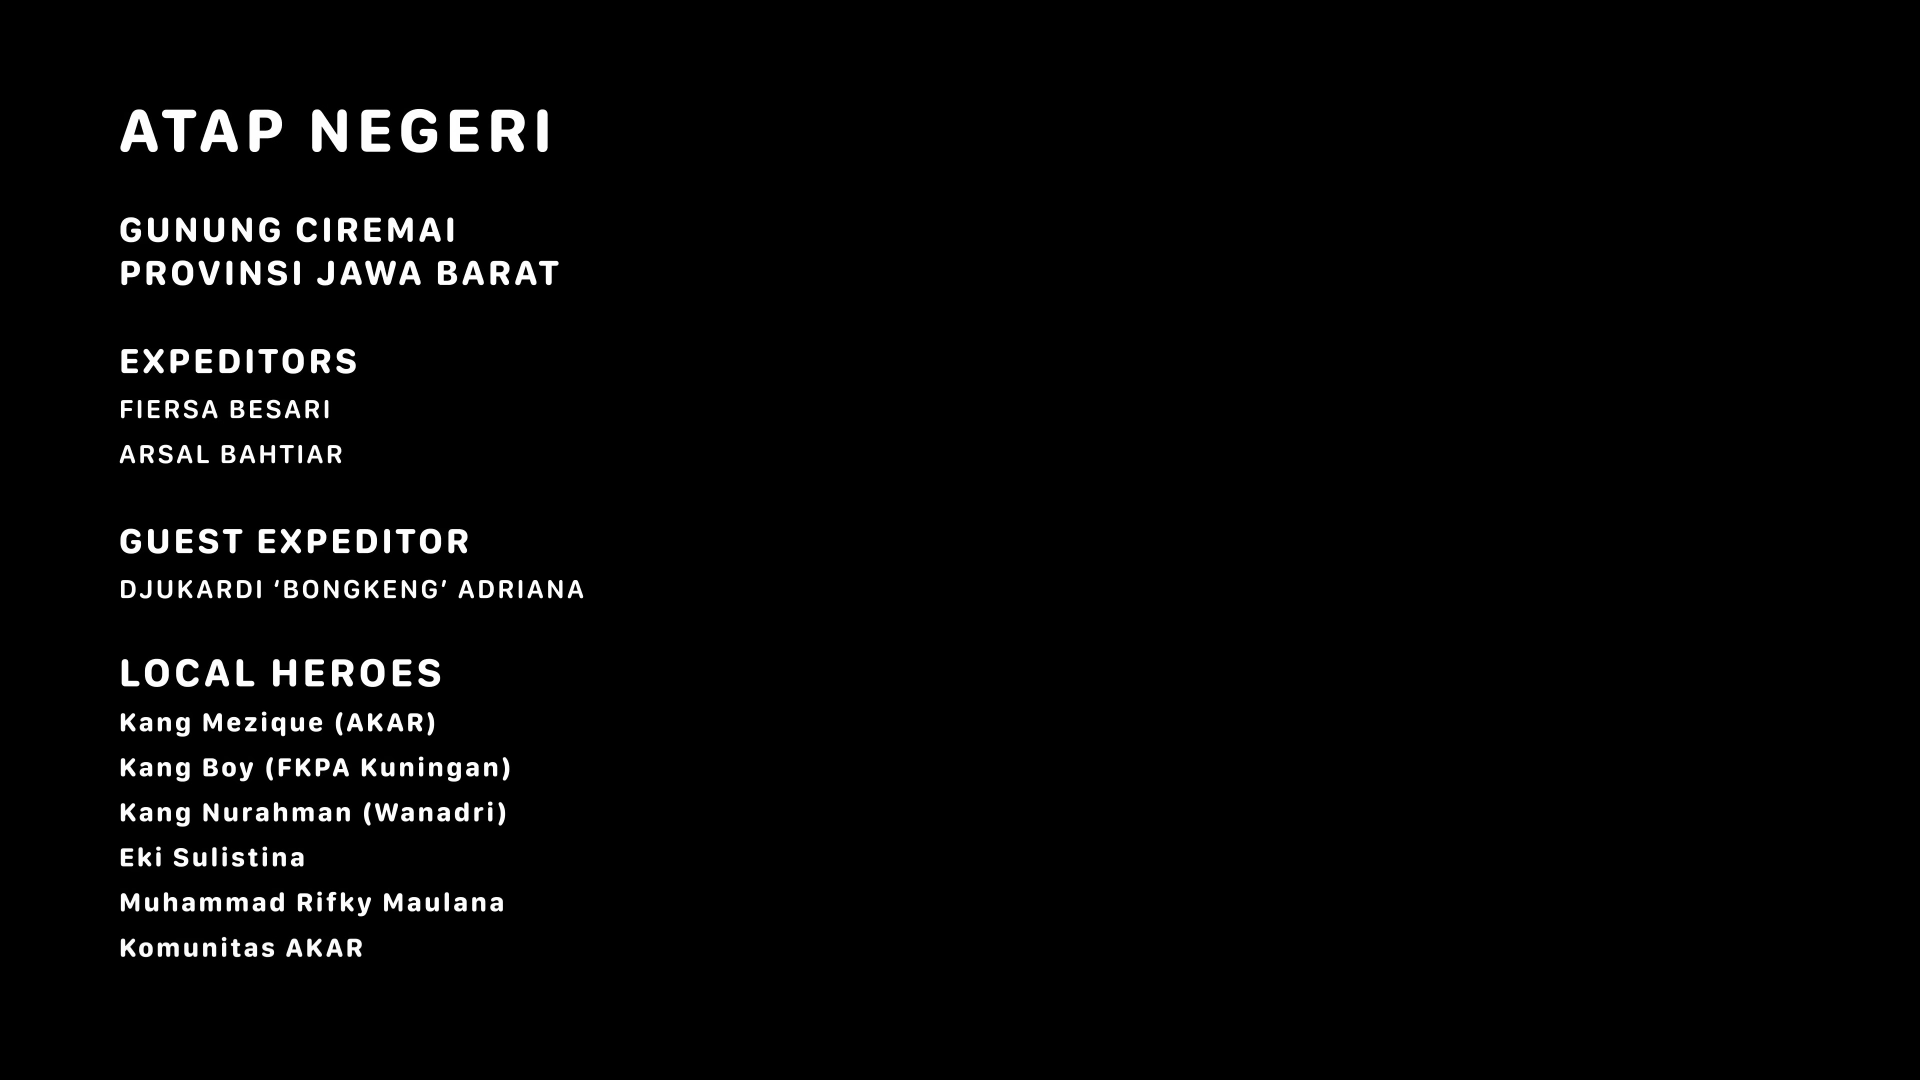 ATAP NEGERI
GUNUNG CIREMAI
PROVINSI JAWA BARAT
EXPEDITORS
FIERSA BESARI
ARSAL BAHTIAR
GUEST EXPEDITOR
DJUKARDI ‘BONGKENG’ ADRIANA
LOCAL HEROES
Kang Mezique (AKAR)
Kang Boy (FKPA Kuningan)
Kang Nurahman (Wanadri)
Eki Sulistina
Muhammad Rifky Maulana
Komunitas AKAR